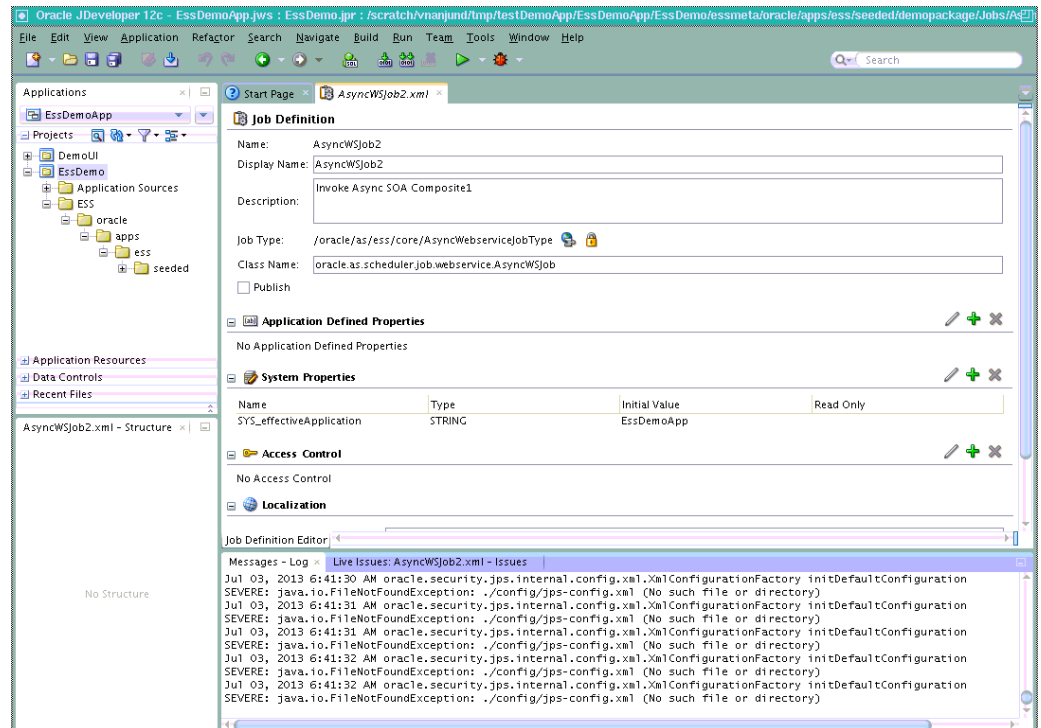 Oracle JDeveloper 12c - EssDemoApp.jws : EssDemo.jpr : /scratch/vnanjund/tmp/testDemoApp/EssDemoApp/EssDemo/essmeta/oracle/apps/ess/seeded/demopackage/Jobs/
File Edit View Application Refactor Search Navigate Build Run Team Tools Window Help
Search
Applications
EssDemoApp
Projects
DemoUI
EssDemo
Application Sources
ESS
oracle
apps
ess
seeded
Application Resources
Data Controls
Recent Files
AsyncWSJob2.xml - Structure
No Structure
Start Page
AsyncWSJob2.xml
Job Definition
Name: AsyncWSJob2
Display Name: AsyncWSJob2
Description: Invoke Async SOA Composite1
Job Type: /oracle/as/ess/core/AsyncWebserviceJobType
Class Name: oracle.as.scheduler.job.webservice.AsyncWSJob
Publish
Application Defined Properties
No Application Defined Properties
System Properties
Name Type Initial Value Read Only
SYS_effectiveApplication STRING EssDemoApp
Access Control
No Access Control
Localization
Job Definition Editor
Messages - Log Live Issues: AsyncWSJob2.xml - Issues
Jul 03, 2013 6:41:30 AM oracle.security.jps.internal.config.xml.XmlConfigurationFactory initDefaultConfiguration
SEVERE: java.io.FileNotFoundException: ./config/jps-config.xml (No such file or directory)
Jul 03, 2013 6:41:31 AM oracle.security.jps.internal.config.xml.XmlConfigurationFactory initDefaultConfiguration
SEVERE: java.io.FileNotFoundException: ./config/jps-config.xml (No such file or directory)
Jul 03, 2013 6:41:31 AM oracle.security.jps.internal.config.xml.XmlConfigurationFactory initDefaultConfiguration
SEVERE: java.io.FileNotFoundException: ./config/jps-config.xml (No such file or directory)
Jul 03, 2013 6:41:32 AM oracle.security.jps.internal.config.xml.XmlConfigurationFactory initDefaultConfiguration
SEVERE: java.io.FileNotFoundException: ./config/jps-config.xml (No such file or directory)
Jul 03, 2013 6:41:32 AM oracle.security.jps.internal.config.xml.XmlConfigurationFactory initDefaultConfiguration
SEVERE: java.io.FileNotFoundException: ./config/jps-config.xml (No such file or directory)